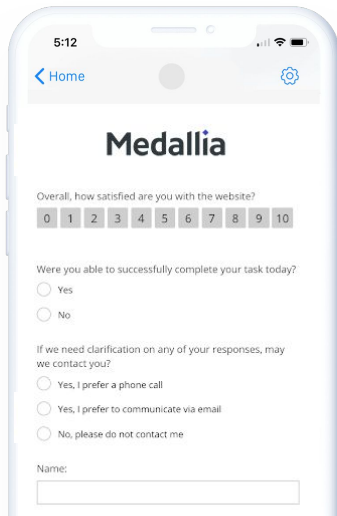 5:12
Home
Medallia
Overall, how satisfied are you with the website?
0 1 2 3 4 5 6 7 8 9 10
Were you able to successfully complete your task today?
Yes
No
If we need clarification on any of your responses, may
we contact you?
Yes, I prefer a phone call
Yes, I prefer to communicate via email
No, please do not contact me
Name: